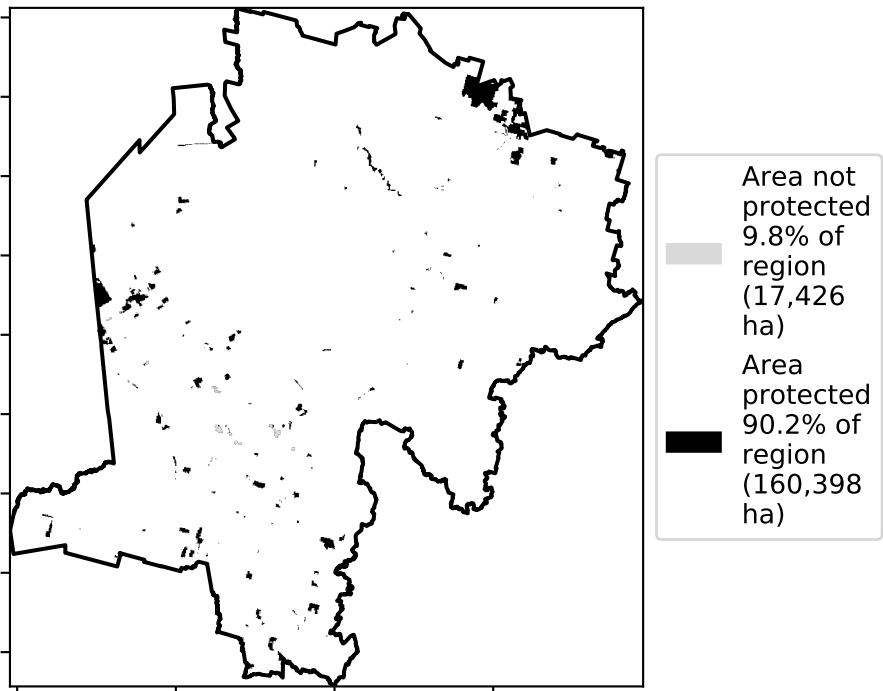 Area not
protected
9.8% of
region
(17,426
ha)
Area
protected
90.2% of
region
(160,398
ha)